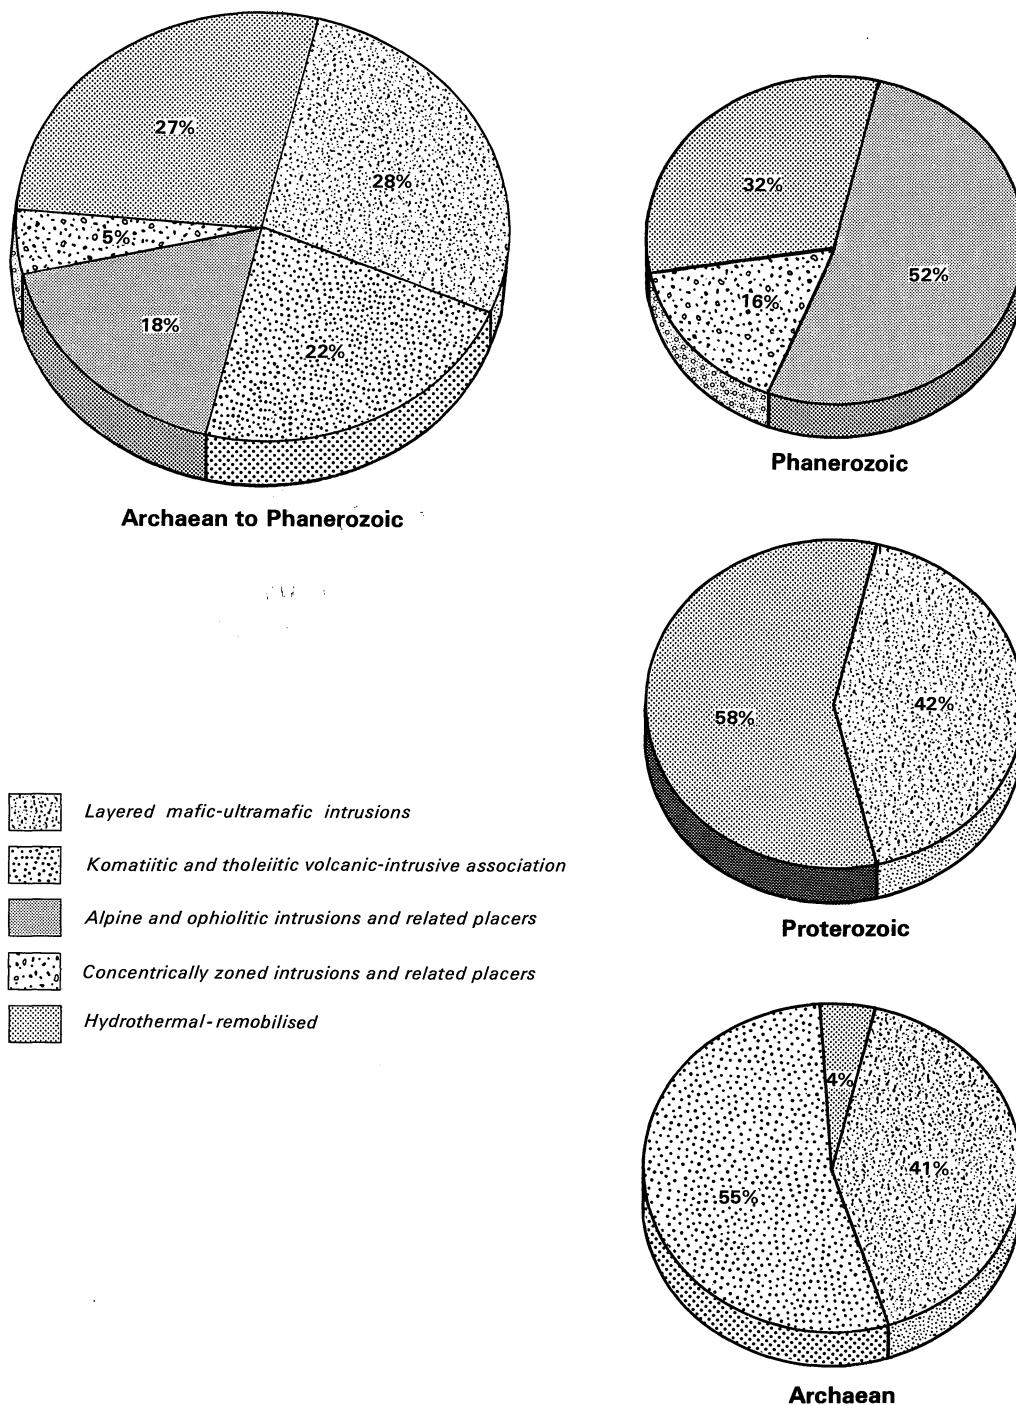 27%
28%
5%
18%
22%
Archaean to Phanerozoic
32%
52%
16%
Phanerozoic
58%
42%
Proterozoic
Layered mafic-ultramafic intrusions
Komatiitic and tholeiitic volcanic-intrusive association
Alpine and ophiolitic intrusions and related placers
Concentrically zoned intrusions and related placers
Hydrothermal-remobilised
4%
41%
55%
Archaean